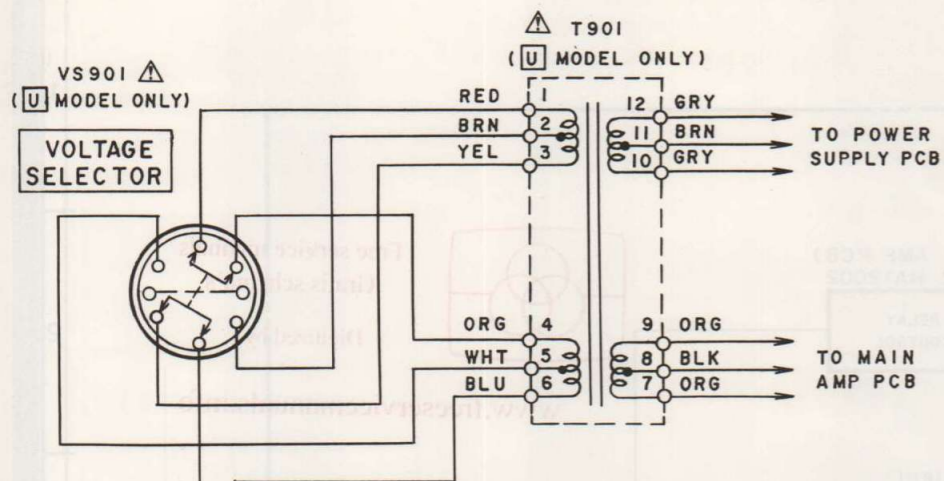 ⚠ T901
(U MODEL ONLY)
VS901 ⚠
(U MODEL ONLY)
VOLTAGE
SELECTOR
RED 1
BRN 2
YEL 3
12 GRY
11 BRN
10 GRY
TO POWER
SUPPLY PCB
ORG 4
WHT 5
BLU 6
9 ORG
8 BLK
7 ORG
TO MAIN
AMP PCB